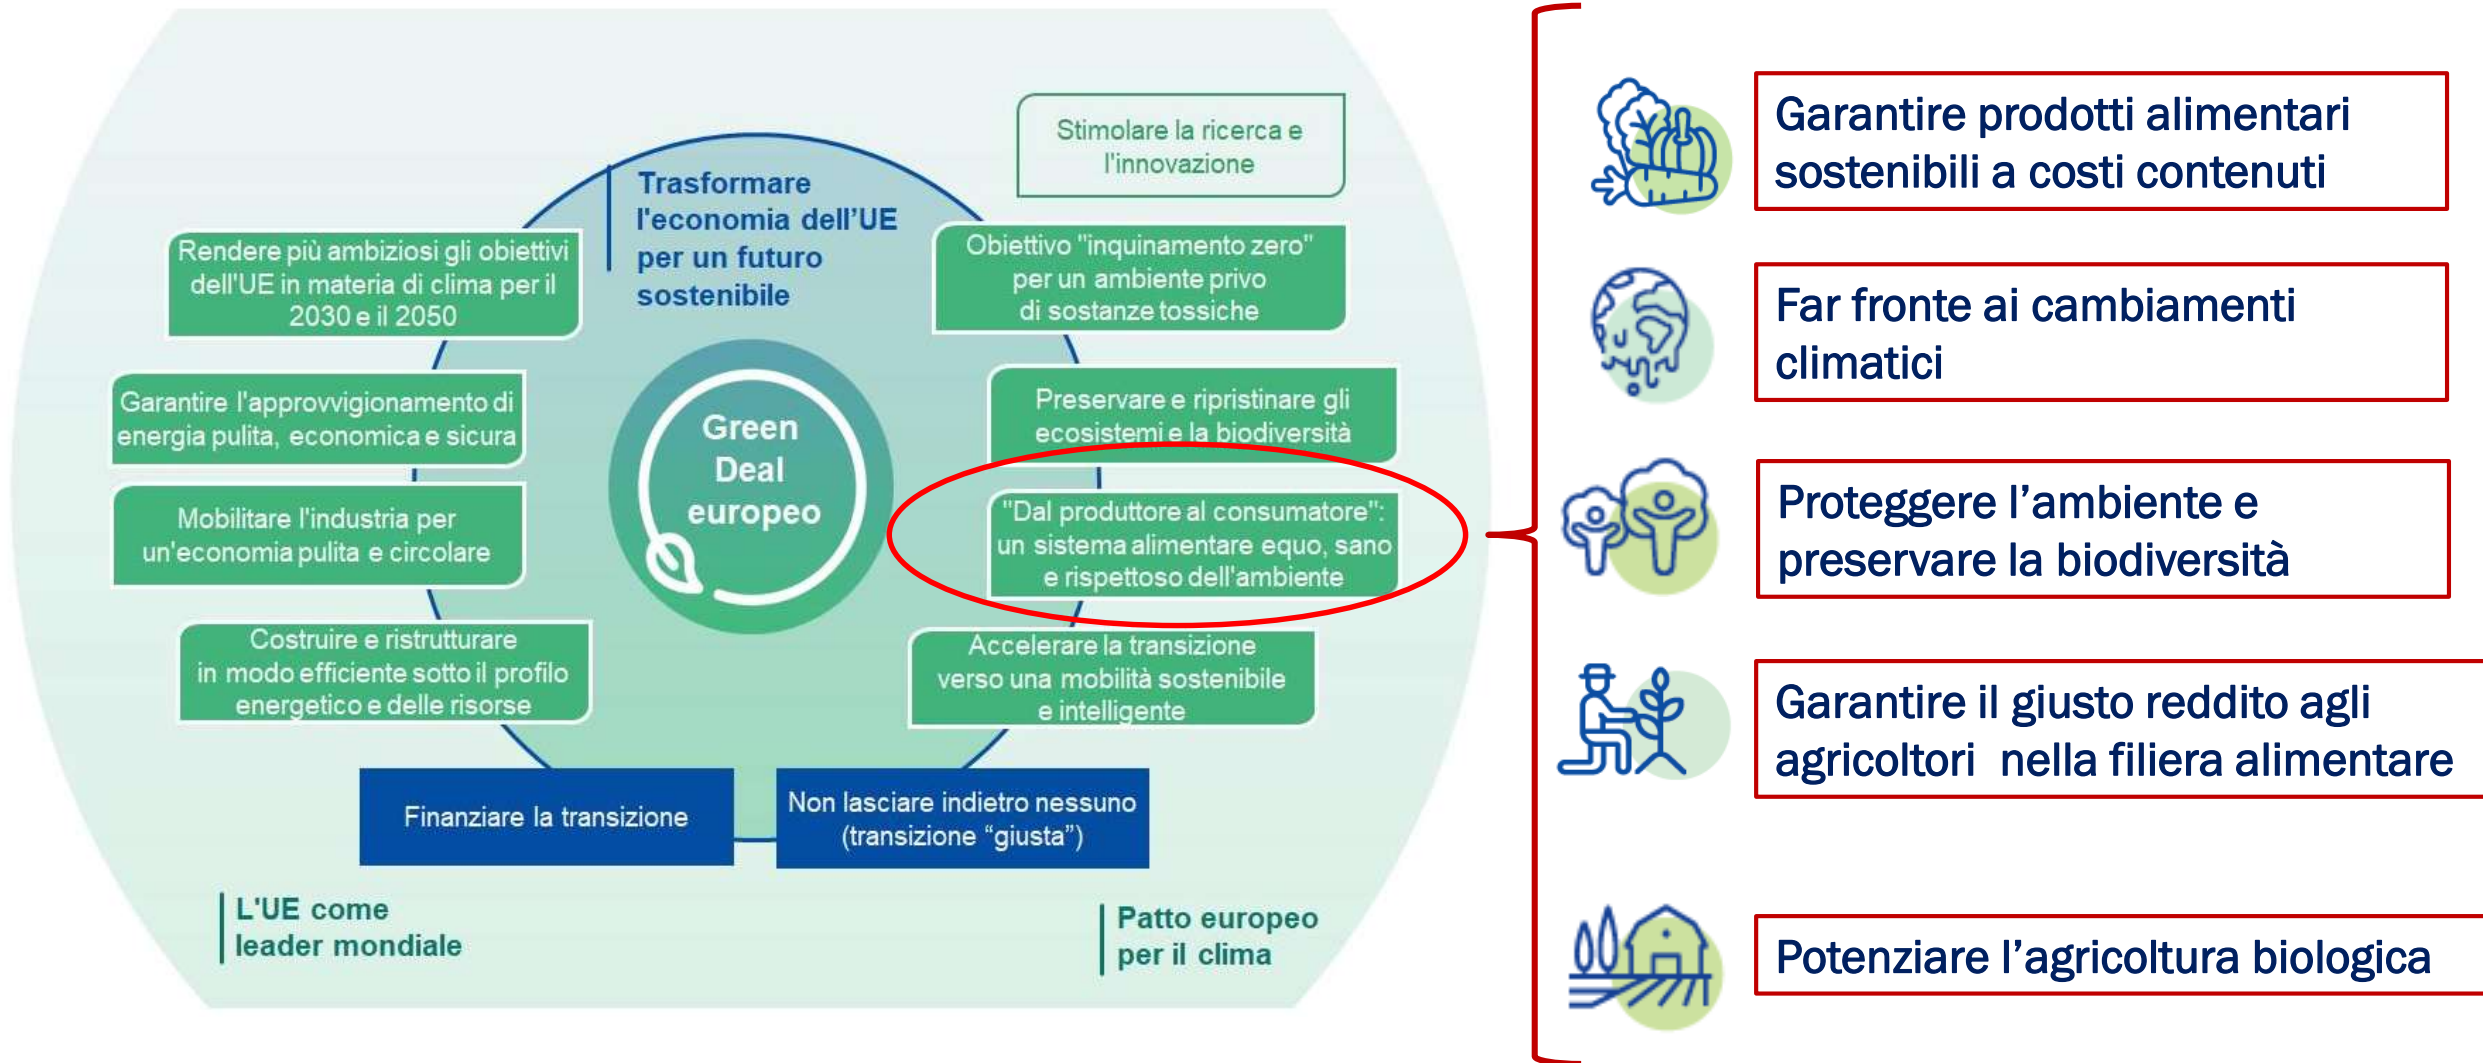 Stimolare la ricerca e
l'innovazione
Trasformare
l'economia dell'UE
per un futuro
sostenibile
Rendere più ambiziosi gli obiettivi
dell'UE in materia di clima per il
2030 e il 2050
Obiettivo "inquinamento zero"
per un ambiente privo
di sostanze tossiche
Garantire l'approvvigionamento di
energia pulita, economica e sicura
Preservare e ripristinare gli
ecosistemi e la biodiversità
Green
Deal
europeo
Mobilitare l'industria per
un'economia pulita e circolare
"Dal produttore al consumatore":
un sistema alimentare equo, sano
e rispettoso dell'ambiente
Costruire e ristrutturare
in modo efficiente sotto il profilo
energetico e delle risorse
Accelerare la transizione
verso una mobilità sostenibile
e intelligente
Finanziare la transizione
Non lasciare indietro nessuno
(transizione “giusta”)
L'UE come
leader mondiale
Patto europeo
per il clima
Garantire prodotti alimentari
sostenibili a costi contenuti
Far fronte ai cambiamenti
climatici
Proteggere l’ambiente e
preservare la biodiversità
Garantire il giusto reddito agli
agricoltori  nella filiera alimentare
Potenziare l’agricoltura biologica